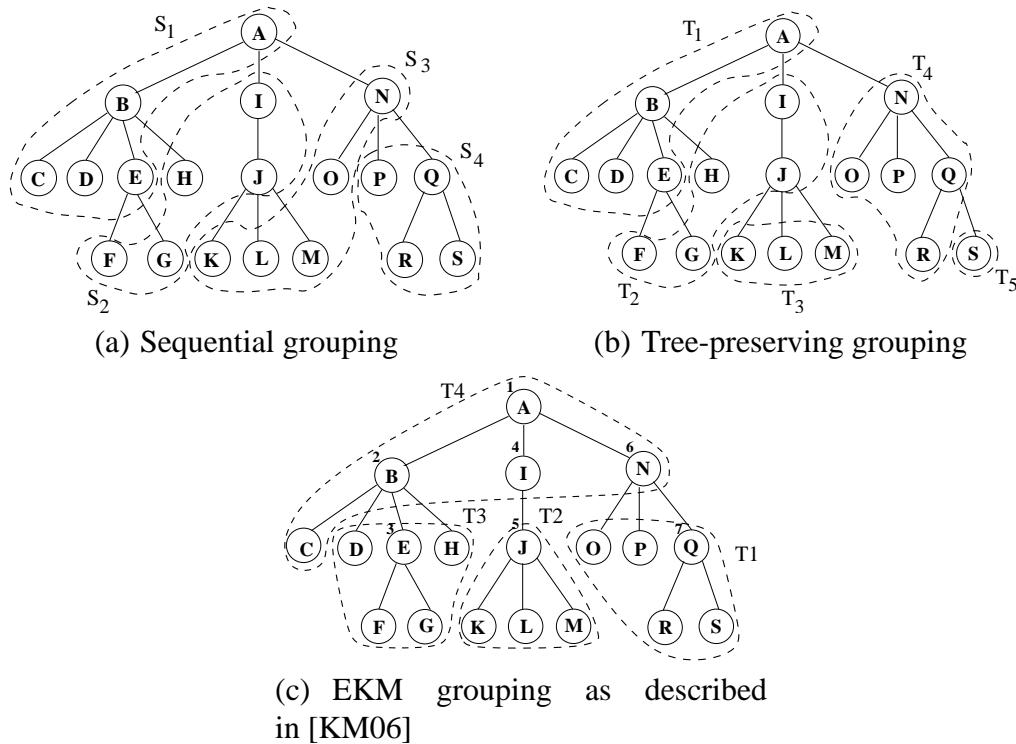 S1 A S3
B I N
S4
C D E H J O P Q
F G K L M R S
S2
(a) Sequential grouping
T1 A T4
B I N
C D E H J O P Q
F G K L M R S
T2 T3 T5
(b) Tree-preserving grouping
T4 1 A
2 B 4 I 6 N
T3 5 T2
C D 3 E H J O P 7 Q T1
F G K L M R S
(c) EKM grouping as described
in [KM06]